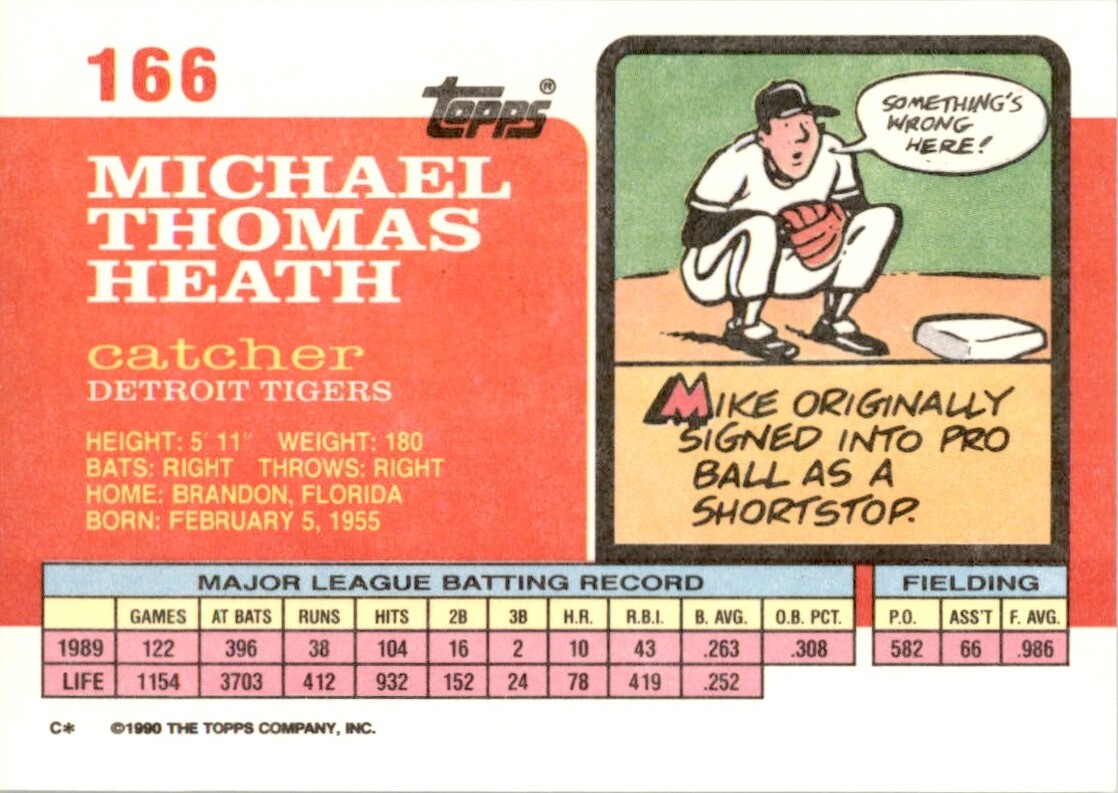 166
Topps®
MICHAEL
THOMAS
HEATH
catcher
DETROIT TIGERS
HEIGHT: 5' 11" WEIGHT: 180
BATS: RIGHT THROWS: RIGHT
HOME: BRANDON, FLORIDA
BORN: FEBRUARY 5, 1955
SOMETHING'S
WRONG
HERE!
MIKE ORIGINALLY
SIGNED INTO PRO
BALL AS A
SHORTSTOP.
MAJOR LEAGUE BATTING RECORD
GAMES AT BATS RUNS HITS 2B 3B H.R. R.B.I. B. AVG. O.B. PCT.
1989 122 396 38 104 16 2 10 43 .263 .308
LIFE 1154 3703 412 932 152 24 78 419 .252
FIELDING
P.O. ASS'T F. AVG.
582 66 .986
C* ©1990 THE TOPPS COMPANY, INC.